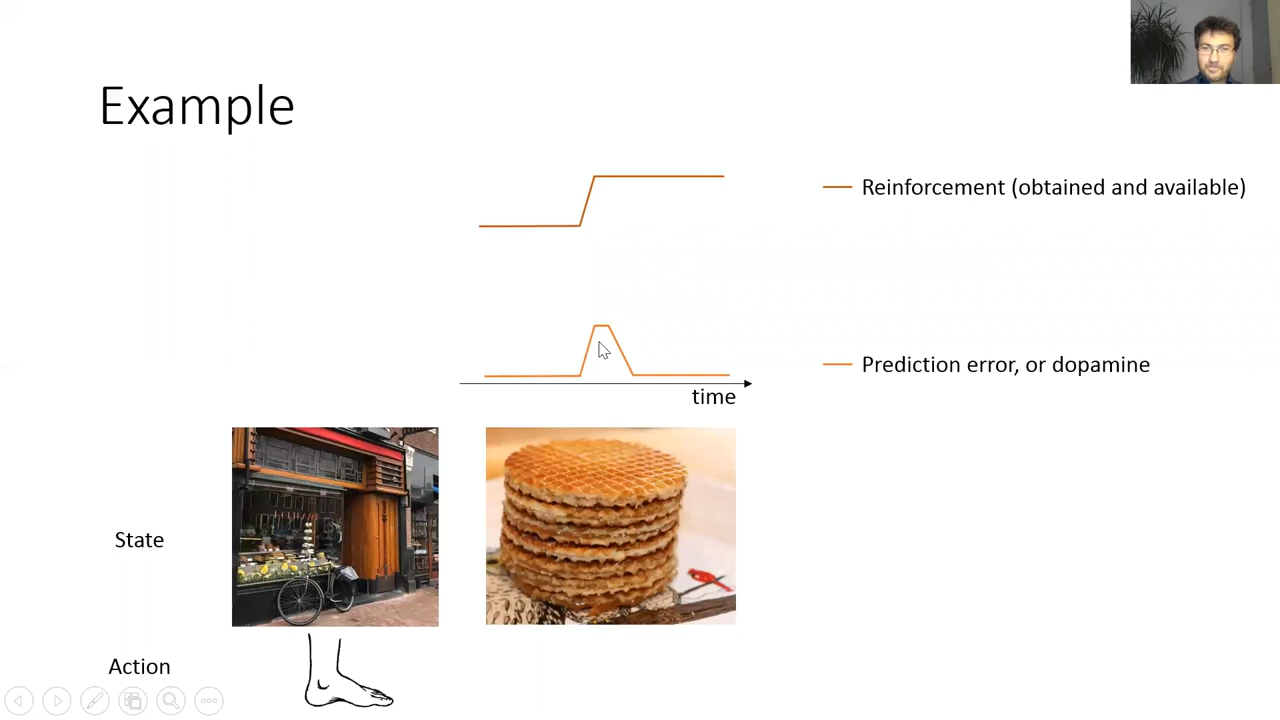 Example
Reinforcement (obtained and available)
Prediction error, or dopamine
time
State
Action